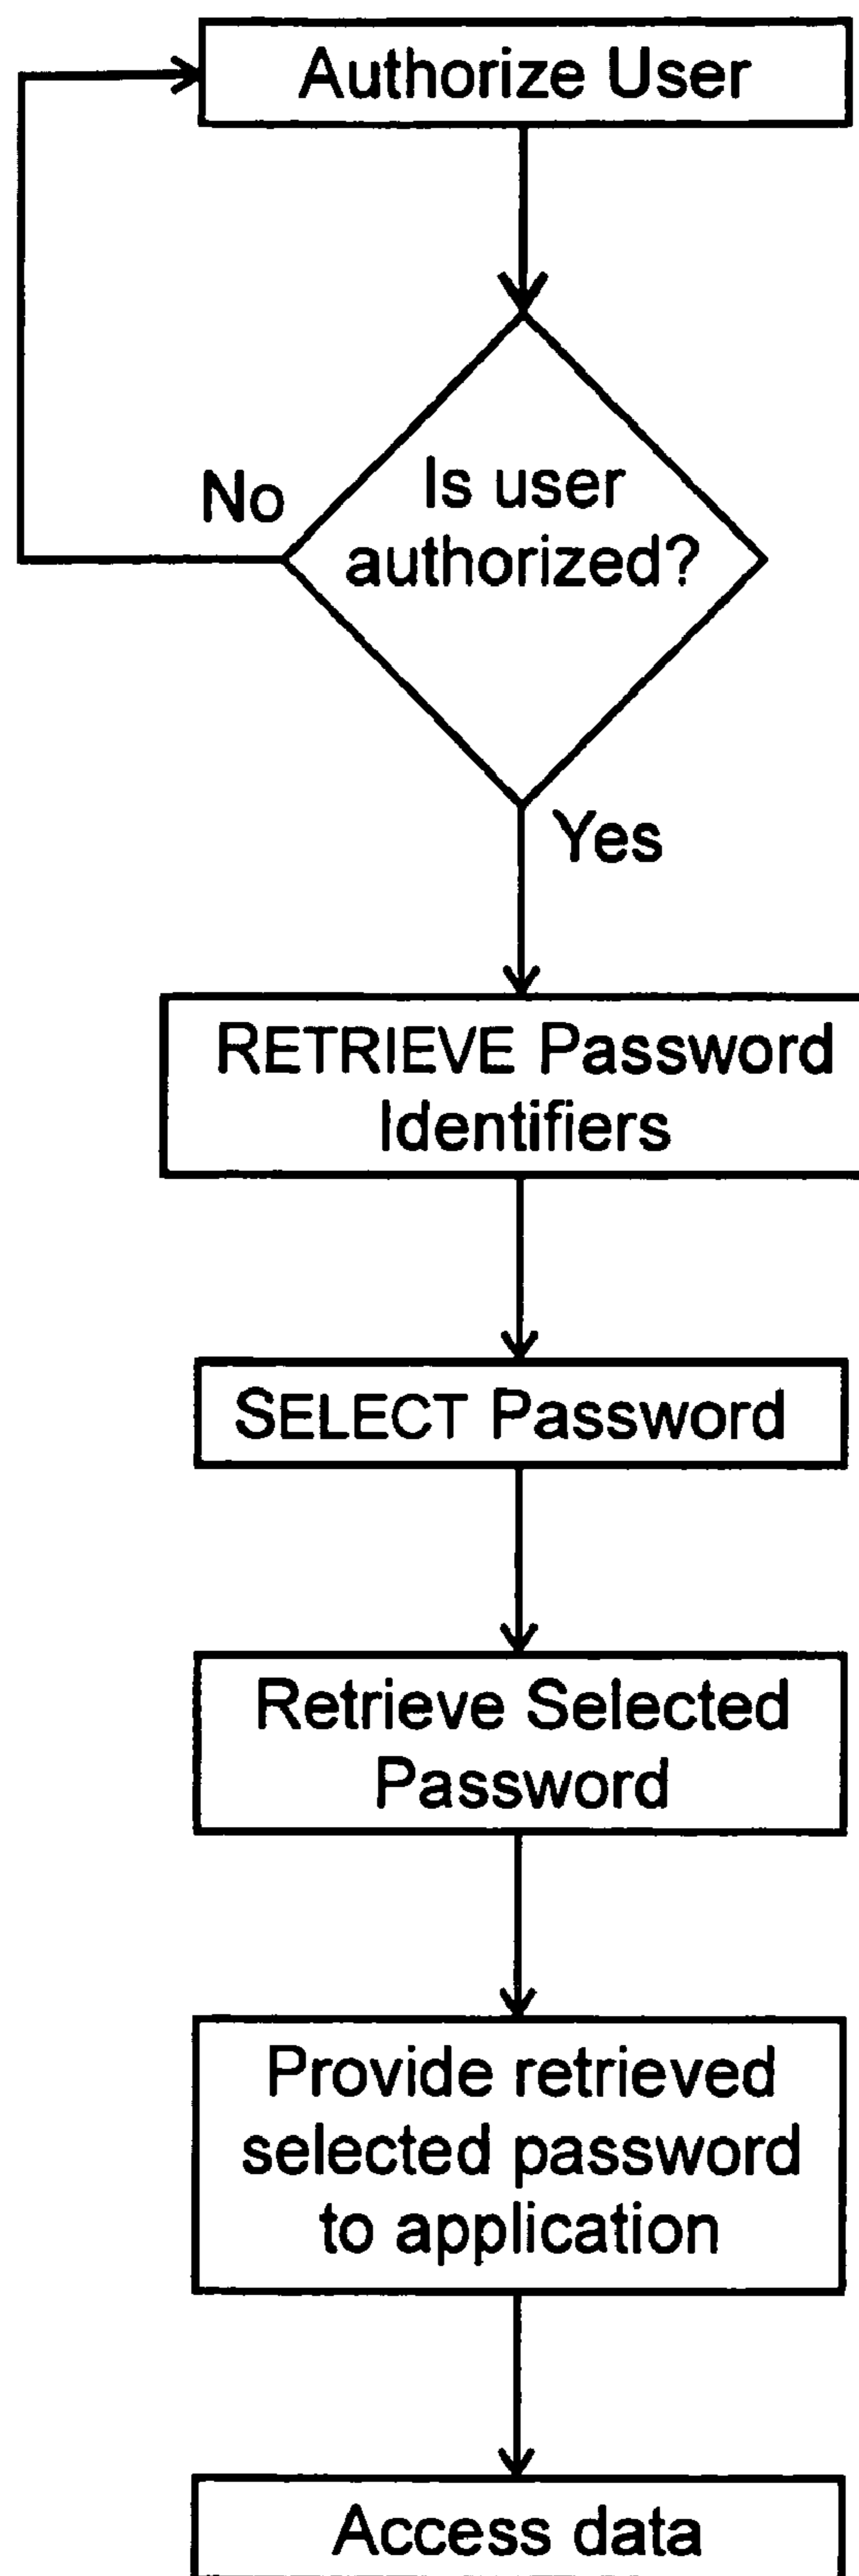 Authorize User
Is user
authorized?
No
Yes
RETRIEVE Password
Identifiers
SELECT Password
Retrieve Selected
Password
Provide retrieved
selected password
to application
Access data